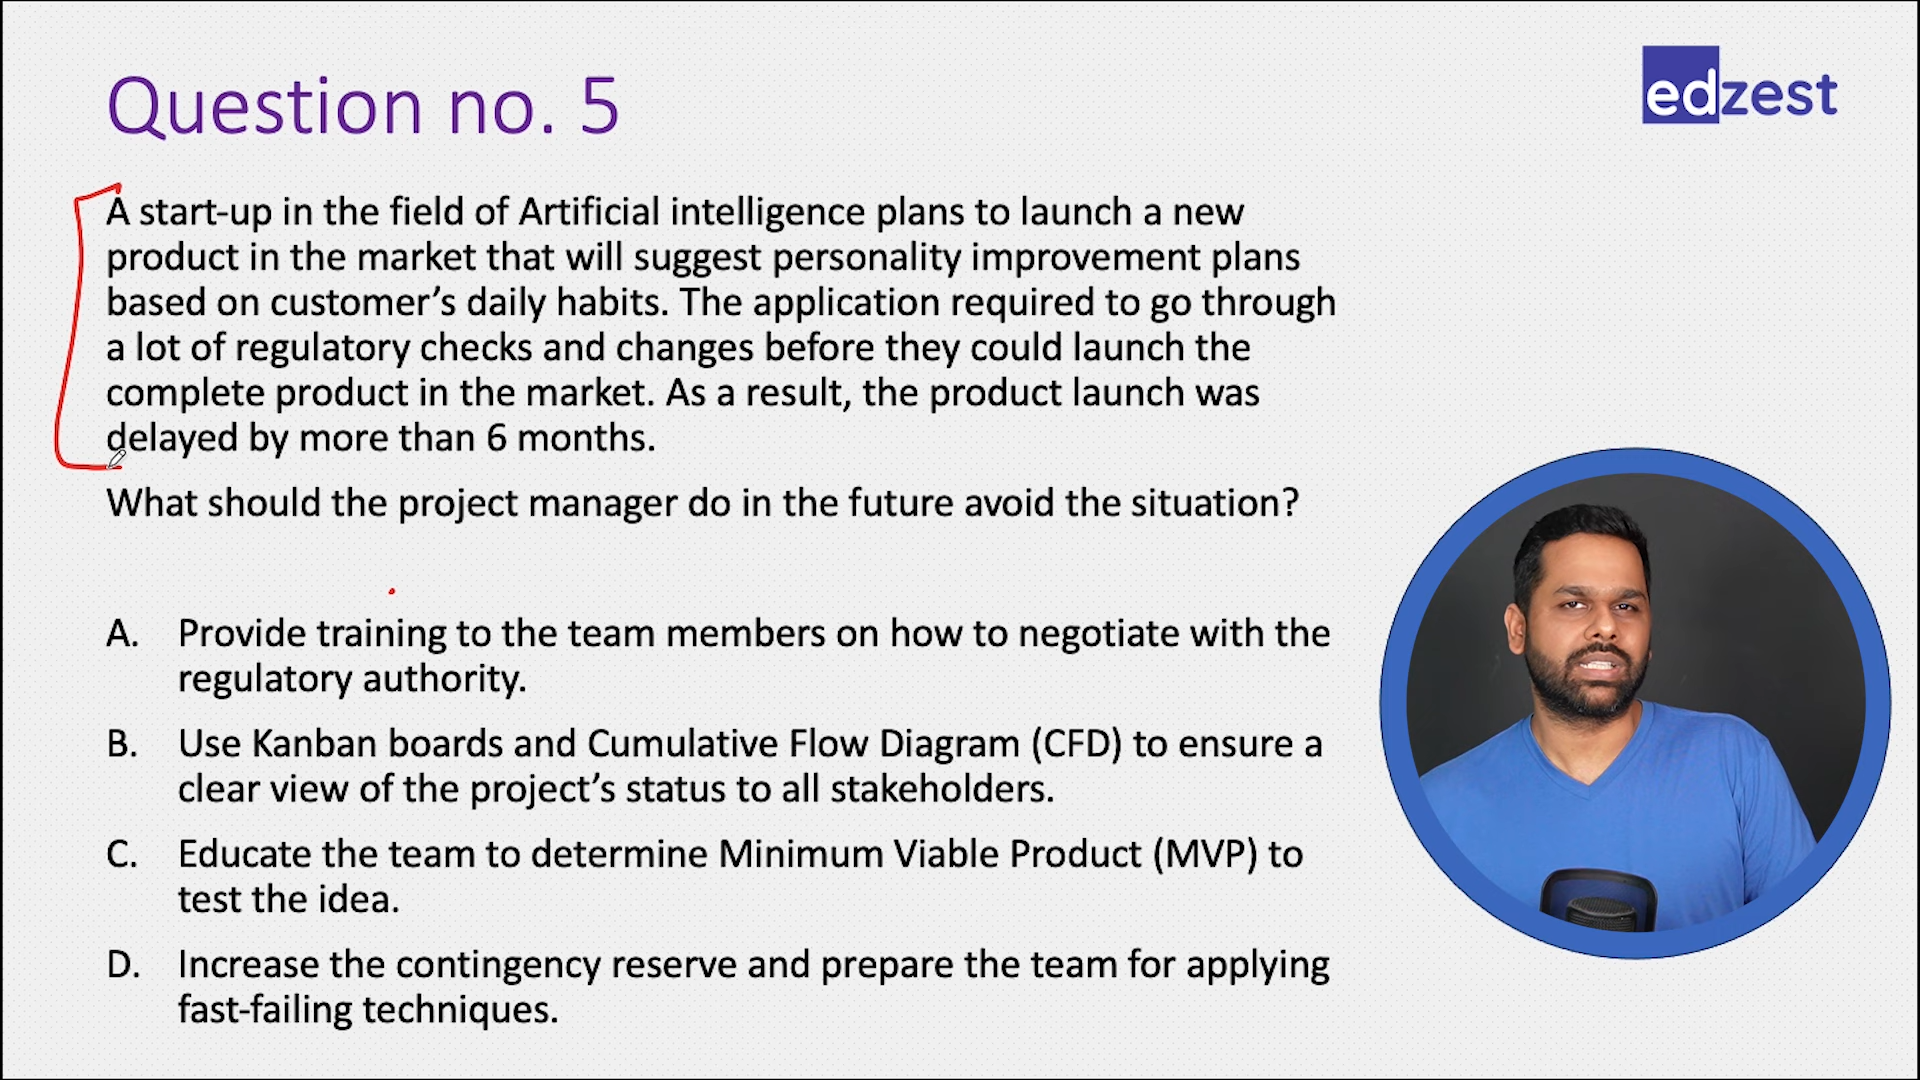 Question no. 5
edzest
A start-up in the field of Artificial intelligence plans to launch a new
product in the market that will suggest personality improvement plans
based on customer’s daily habits. The application required to go through
a lot of regulatory checks and changes before they could launch the
complete product in the market. As a result, the product launch was
delayed by more than 6 months.
What should the project manager do in the future avoid the situation?
A. Provide training to the team members on how to negotiate with the
regulatory authority.
B. Use Kanban boards and Cumulative Flow Diagram (CFD) to ensure a
clear view of the project’s status to all stakeholders.
C. Educate the team to determine Minimum Viable Product (MVP) to
test the idea.
D. Increase the contingency reserve and prepare the team for applying
fast-failing techniques.